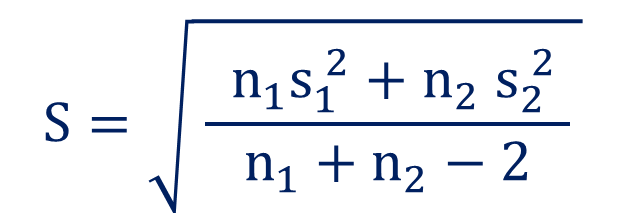 S = √((n₁s₁² + n₂ s₂²) / (n₁ + n₂ − 2))